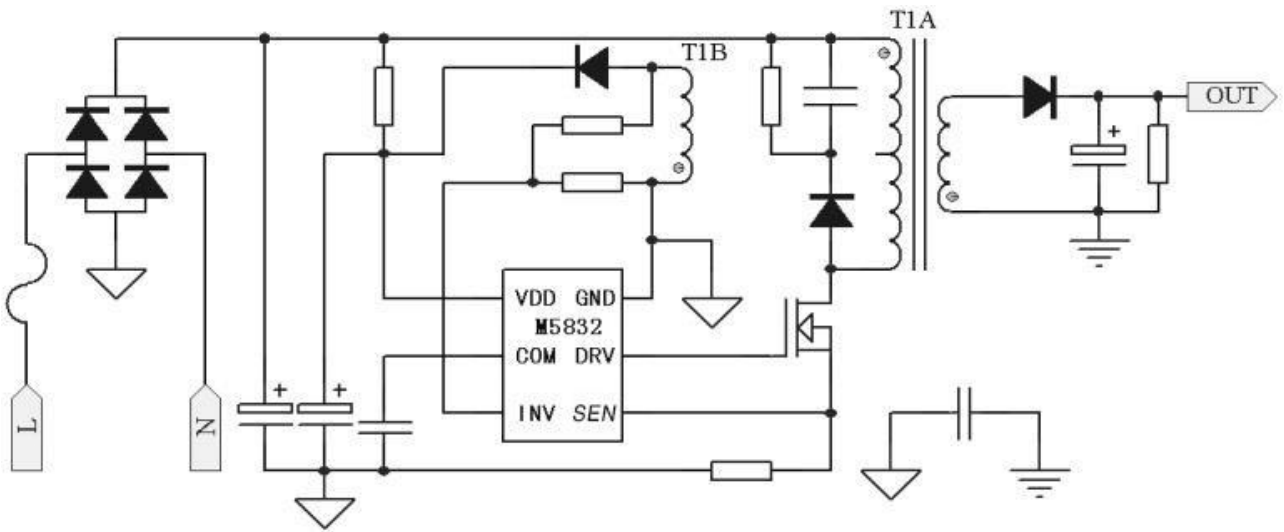 T1A
T1B
OUT
+
VDD GND
M5832
COM DRV
INV SEN
L
N
+
+